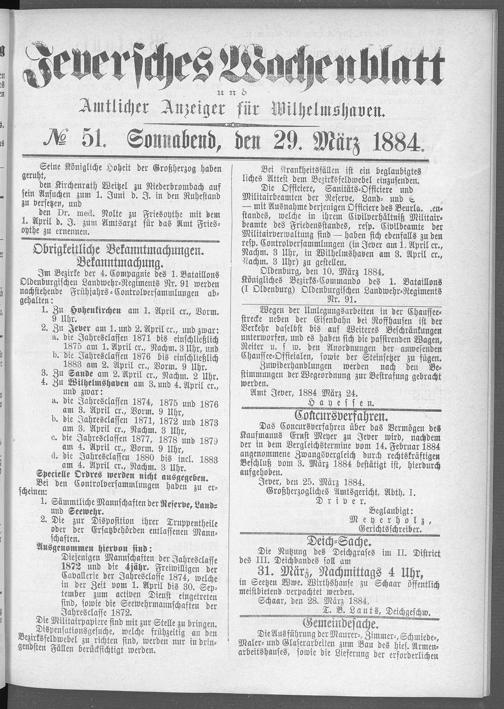 Jeversches Wochenblatt
und
Amtlicher Anzeiger für Wilhelmshaven.
№ 51. Sonnabend, den 29. März 1884.
Seine Königliche Hoheit der Großherzog haben
geruht,
den Kirchenrath Weitzel zu Niederbrombach auf
sein Ansuchen zum 1. Juni d. J. in den Ruhestand
zu versetzen, und
den Dr. med. Nolte zu Friesoythe mit dem
1. April d. J. zum Amtsarzt für das Amt Fries-
oythe zu ernennen.
Obrigkeitliche Bekanntmachungen.
Bekanntmachung.
Im Bezirke der 4. Compagnie des 1. Bataillons
Oldenburgischen Landwehr-Regiments Nr. 91 werden
nachstehende Frühjahrs-Controlversammlungen ab-
gehalten:
1. Zu Hohenkirchen am 1. April cr., Vorm.
9 Uhr,
2. Zu Jever am 1. und 2. April cr., und zwar:
a. die Jahresclassen 1871 bis einschließlich
1875 am 1. April cr., Nachm. 3 Uhr, und
b. die Jahresclassen 1876 bis einschließlich
1883 am 2. April cr., Vorm. 9 Uhr.
3. Zu Sande am 2. April cr., Nachm. 2 Uhr.
4. Zu Wilhelmshaven am 3. und 4. April cr.,
und zwar:
a. die Jahresclassen 1874, 1875 und 1876
am 3. April cr., Vorm. 9 Uhr,
b. die Jahresclassen 1871, 1872 und 1873
am 3. April cr., Nachm. 3 Uhr,
c. die Jahresclassen 1877, 1878 und 1879
am 4. April cr., Vorm. 9 Uhr,
d. die Jahresclassen 1880 bis incl. 1883
am 4. April cr., Nachm. 3 Uhr.
Specielle Ordres werden nicht ausgegeben.
Bei den Controlversammlungen haben zu er-
scheinen:
1. Sämmtliche Mannschaften der Reserve, Land-
und Seewehr.
2. Die zur Disposition ihrer Truppentheile
oder der Ersatzbehörden entlassenen Mann-
schaften.
Ausgenommen hiervon sind:
Diejenigen Mannschaften der Jahresclasse
1872 und die 4jähr. Freiwilligen der
Cavallerie der Jahresclasse 1874, welche
in der Zeit vom 1. April bis 30. Sep-
tember zum activen Dienst eingetreten
sind, sowie die Seewehrmannschaften der
Jahresclasse 1872.
Die Militairpapiere sind mit zur Stelle zu bringen.
Dispensationsgesuche, welche frühzeitig an den
Bezirksfeldwebel zu richten sind, werden nur in drin-
gendsten Fällen berücksichtigt werden.
Bei Krankheitsfällen ist ein beglaubigtes
liches Attest dem Bezirksfeldwebel einzusenden.
Die Officiere, Sanitäts-Officiere und
Militairbeamten der Reserve, Land- und
— mit Ausnahme derjenigen Officiere des Beurla
standes, welche in ihrem Civilverhältniß Militair-
beamte des Friedensstandes, resp. Civilbeamte der
Militairverwaltung sind — haben sich ebenfalls zu den
resp. Controlversammlungen (in Jever am 1. April cr.,
Nachm. 3 Uhr, in Wilhelmshaven am 3. April cr.,
Nachm. 3 Uhr) zu gestellen.
Oldenburg, den 10. März 1884.
Königliches Bezirks-Commando des 1. Bataillons
(I Oldenburg) Oldenburgischen Landwehr-Regiments
Nr. 91.
Wegen der Umlegungsarbeiten in der Chaussee-
strecke neben der Eisenbahn bei Moorhausen ist der
Verkehr daselbst bis auf Weiteres Beschränkungen
unterworfen, und es haben sich die passirenden Wagen,
Reiter u. s. w. den Anordnungen der anwesenden
Chaussee-Officialen, sowie der Steinsetzer zu fügen.
Zuwiderhandlungen werden nach den Be-
stimmungen der Wegeordnung zur Bestrafung gebracht
werden.
Amt Jever, 1884 März 24.
Hayessen.
Concursverfahren.
Das Concursverfahren über das Vermögen des
Kaufmanns Ernst Meyer zu Jever wird, nachdem
der in dem Vergleichstermine vom 14. Februar 1884
angenommene Zwangsvergleich durch rechtskräftigen
Beschluß vom 3. März 1884 bestätigt ist, hierdurch
aufgehoben.
Jever, den 25. März 1884.
Großherzogliches Amtsgericht, Abth. I.
Driver.
Beglaubigt:
Meyerholz,
Gerichtsschreiber.
Deich-Sache.
Die Nutzung des Deichgrases im II. District
des III. Deichbandes soll am
31. März, Nachmittags 4 Uhr,
in Seetzen Wwe. Wirthshause zu Schaar öffentlich
meistbietend verpachtet werden.
Schaar, den 28. März 1884.
T. B. Lauts, Deichgeschw.
Gemeindesache.
Die Ausführung der Maurer-, Zimmer-, Schmiede-,
Maler- und Glaserarbeiten zum Bau des hies. Armen-
arbeitshauses, sowie die Lieferung der erforderlichen